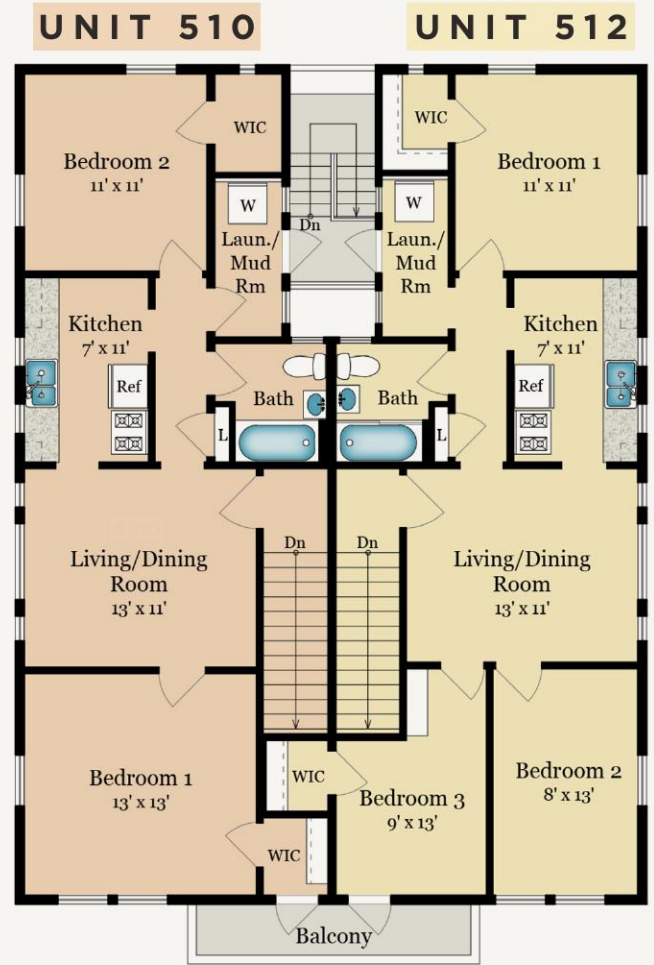 UNIT 510
UNIT 512
WIC
WIC
Bedroom 2
11' x 11'
Bedroom 1
11' x 11'
W
W
Dn
Laun./
Mud
Rm
Laun./
Mud
Rm
Kitchen
7' x 11'
Kitchen
7' x 11'
Ref
Ref
Bath
Bath
L
L
Dn
Dn
Living/Dining
Room
13' x 11'
Living/Dining
Room
13' x 11'
Bedroom 1
13' x 13'
WIC
Bedroom 3
9' x 13'
Bedroom 2
8' x 13'
WIC
Balcony